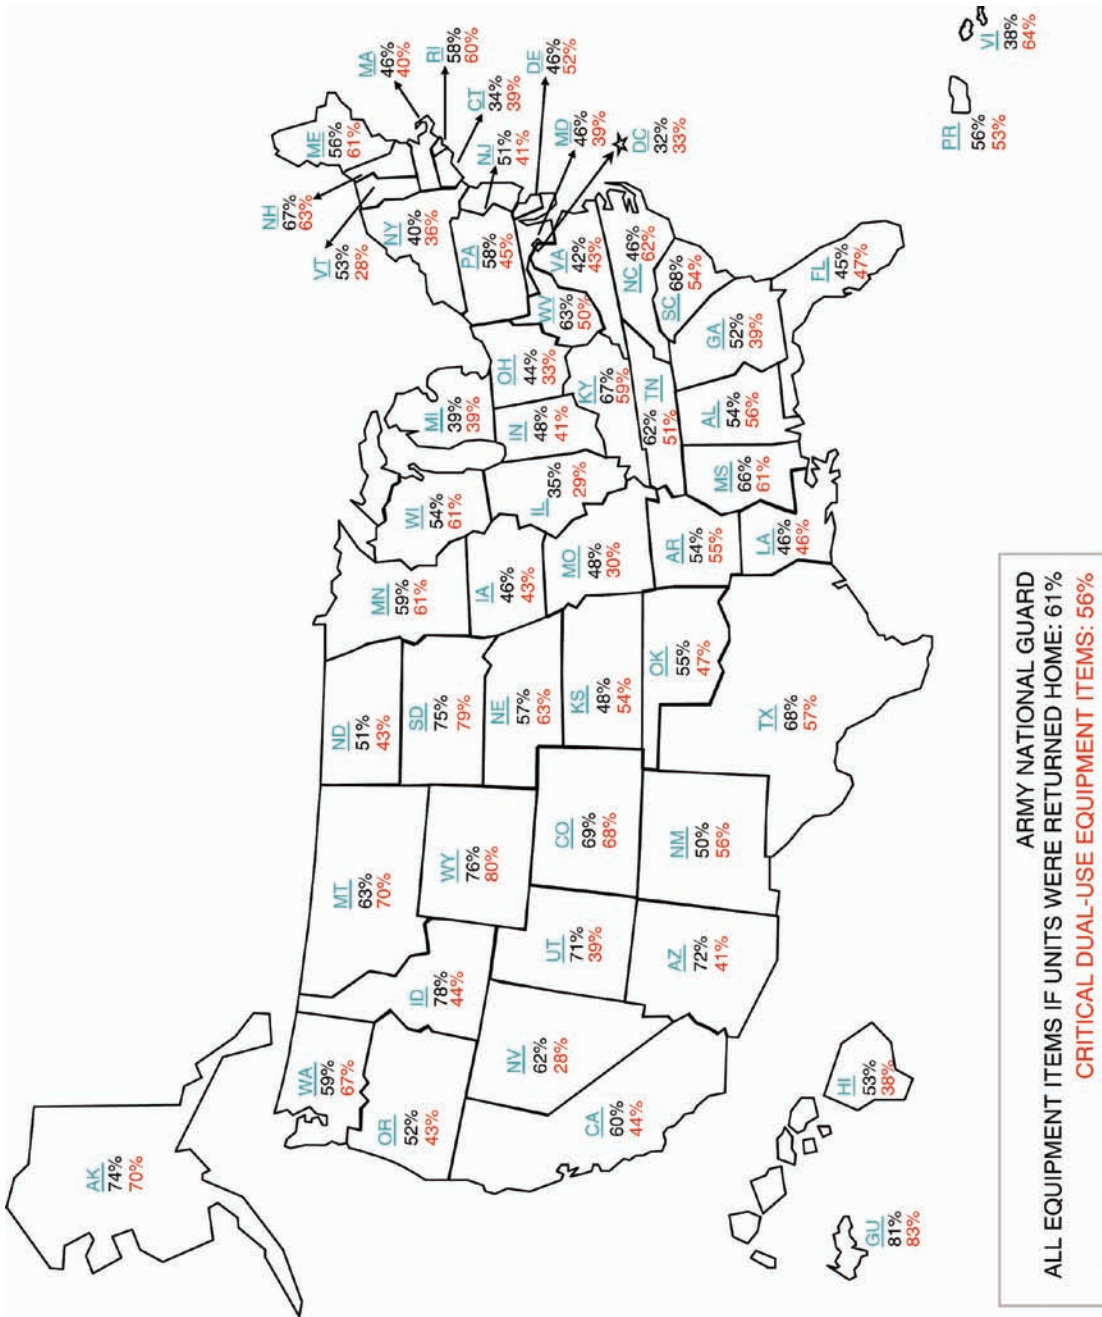 AK
74%
70%
WA
59%
67%
OR
52%
43%
CA
60%
44%
NV
62%
28%
ID
78%
44%
MT
63%
70%
WY
76%
80%
UT
71%
39%
AZ
72%
41%
CO
69%
68%
NM
50%
56%
ND
51%
43%
SD
75%
79%
NE
57%
63%
KS
48%
54%
OK
55%
47%
TX
68%
57%
MN
59%
61%
IA
46%
43%
MO
48%
30%
AR
54%
55%
LA
46%
46%
WI
54%
61%
IL
35%
29%
MS
66%
61%
MI
39%
39%
IN
48%
41%
OH
44%
33%
KY
67%
59%
TN
62%
51%
AL
54%
56%
GA
52%
39%
FL
45%
47%
SC 68%
54%
NC 46%
62%
VA
42%
43%
WV
63%
50%
PA
58%
45%
NY
40%
36%
VT
53%
28%
NH
67%
63%
ME
56%
61%
MA
46%
40%
RI
58%
60%
CT
34%
39%
NJ
51%
41%
DE
46%
52%
MD
46%
39%
DC
32%
33%
HI
53%
38%
GU
81%
83%
PR
56%
53%
VI
38%
64%
ARMY NATIONAL GUARD
ALL EQUIPMENT ITEMS IF UNITS WERE RETURNED HOME: 61%
CRITICAL DUAL-USE EQUIPMENT ITEMS: 56%